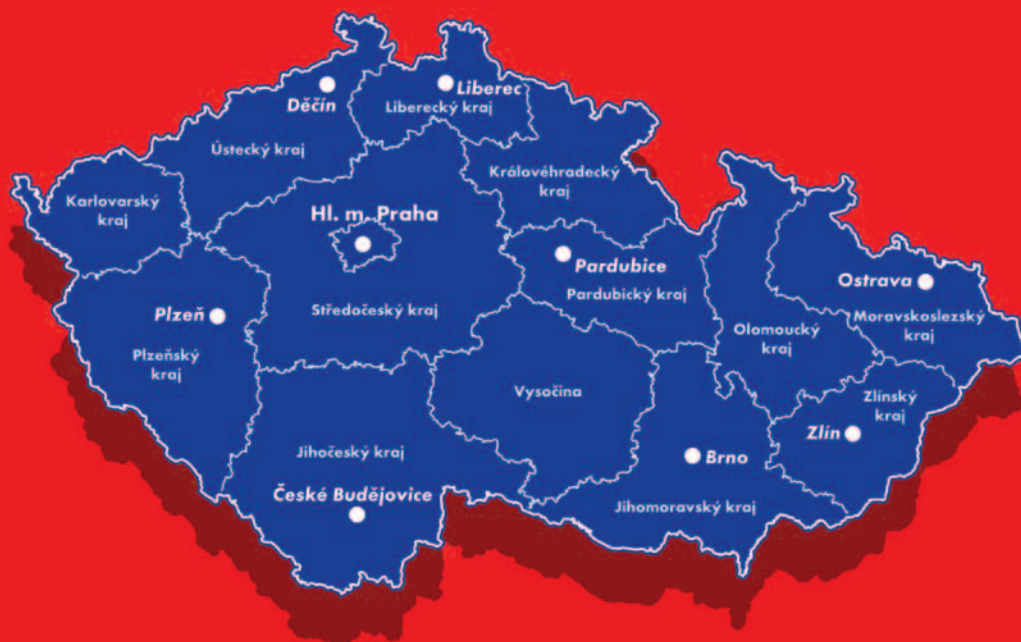 Děčín
Liberec
Liberecký kraj
Ústecký kraj
Karlovarský
kraj
Královéhradecký
kraj
Hl. m. Praha
Pardubice
Pardubický kraj
Středočeský kraj
Plzeň
Plzeňský
kraj
Ostrava
Moravskoslezský
kraj
Olomoucký
kraj
Vysočina
Zlínský
kraj
Zlín
Jihočeský kraj
České Budějovice
Brno
Jihomoravský kraj